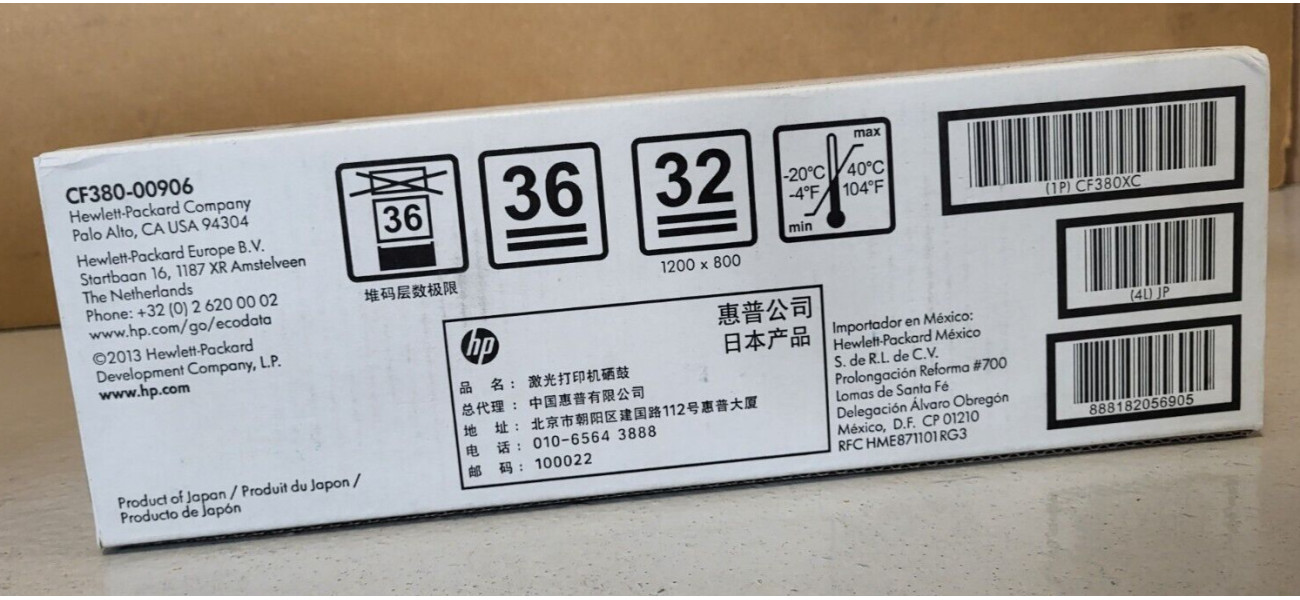 CF380-00906
Hewlett-Packard Company
Palo Alto, CA USA 94304
Hewlett-Packard Europe B.V.
Startbaan 16, 1187 XR Amstelveen
The Netherlands
Phone: +32 (0) 2 620 00 02
www.hp.com/go/ecodata
©2013 Hewlett-Packard
Development Company, L.P.
www.hp.com
Product of Japan / Produit du Japon /
Producto de Japón
36
堆码层数极限
36
32
1200 x 800
max
-20°C
-4°F
40°C
104°F
min
hp
惠普公司
日本产品
品 名: 激光打印机硒鼓
总代理: 中国惠普有限公司
地 址: 北京市朝阳区建国路112号惠普大厦
电 话: 010-6564 3888
邮 码: 100022
Importador en México:
Hewlett-Packard México
S. de R.L. de C.V.
Prolongación Reforma #700
Lomas de Santa Fé
Delegación Álvaro Obregón
México, D.F. CP 01210
RFC HME871101RG3
(1P) CF380XC
(4L) JP
888182056905